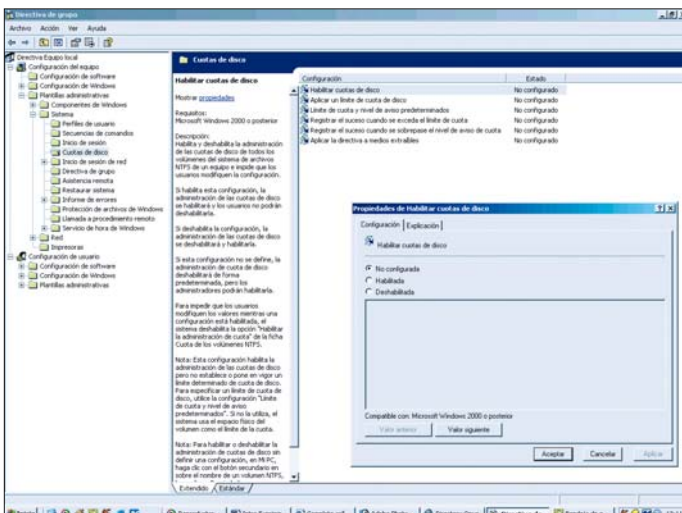 Directiva de grupo
Archivo Acción Ver Ayuda
Directiva Equipo local
Configuración del equipo
Configuración de software
Configuración de Windows
Plantillas administrativas
Componentes de Windows
Sistema
Perfiles de usuario
Secuencias de comandos
Inicio de sesión
Cuotas de disco
Inicio de sesión de red
Directiva de grupo
Asistencia remota
Restaurar sistema
Informe de errores
Protección de archivos de Windows
Llamada a procedimiento remoto
Servicio de hora de Windows
Red
Impresoras
Configuración de usuario
Configuración de software
Configuración de Windows
Plantillas administrativas
Cuotas de disco
Habilitar cuotas de disco
Mostrar propiedades
Requisitos:
Microsoft Windows 2000 o posterior
Descripción:
Habilita y deshabilita la administración
de las cuotas de disco de todos los
volúmenes del sistema de archivos
NTFS de un equipo e impide que los
usuarios modifiquen la configuración.
Si habilita esta configuración, la
administración de las cuotas de disco
se habilitará y los usuarios no podrán
deshabilitarla.
Si deshabilita la configuración, la
administración de las cuotas de disco
se deshabilitará y habilitarla.
Si esta configuración no se define, la
administración de cuota de disco
deshabilitará de forma
predeterminada, pero los
administradores podrán habilitarla.
Para impedir que los usuarios
modifiquen los valores mientras una
configuración está habilitada, el
sistema deshabilita la opción "Habilitar
la administración de cuota" de la ficha
Cuota de los volúmenes NTFS.
Nota: Esta configuración habilita la
administración de las cuotas de disco
pero no establece o pone en vigor un
límite determinado de cuota de disco.
Para especificar un límite de cuota de
disco, utilice la configuración "Límite
de cuota y nivel de aviso
predeterminados". Si no la utiliza, el
sistema usa el espacio físico del
volumen como el límite de la cuota.
Nota: Para habilitar o deshabilitar la
administración de cuotas de disco sin
definir una configuración, en Mi PC,
haga clic con el botón secundario en
sobre el nombre de un volumen NTFS,
Extendido Estándar
Configuración Estado
Habilitar cuotas de disco No configurado
Aplicar un límite de cuota de disco No configurado
Límite de cuota y nivel de aviso predeterminados No configurado
Registrar el suceso cuando se exceda el límite de cuota No configurado
Registrar el suceso cuando se sobrepase el nivel de aviso de cuota No configurado
Aplicar la directiva a medios extraíbles No configurado
Propiedades de Habilitar cuotas de disco
Configuración Explicación
Habilitar cuotas de disco
No configurada
Habilitada
Deshabilitada
Compatible con: Microsoft Windows 2000 o posterior
Valor anterior Valor siguiente
Aceptar Cancelar Aplicar